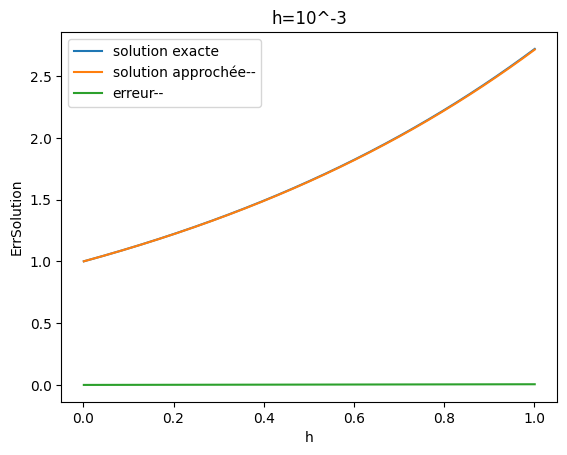 h=10^-3
solution exacte
solution approchée--
erreur--
2.5
2.0
1.5
1.0
0.5
0.0
ErrSolution
0.0 0.2 0.4 0.6 0.8 1.0
h